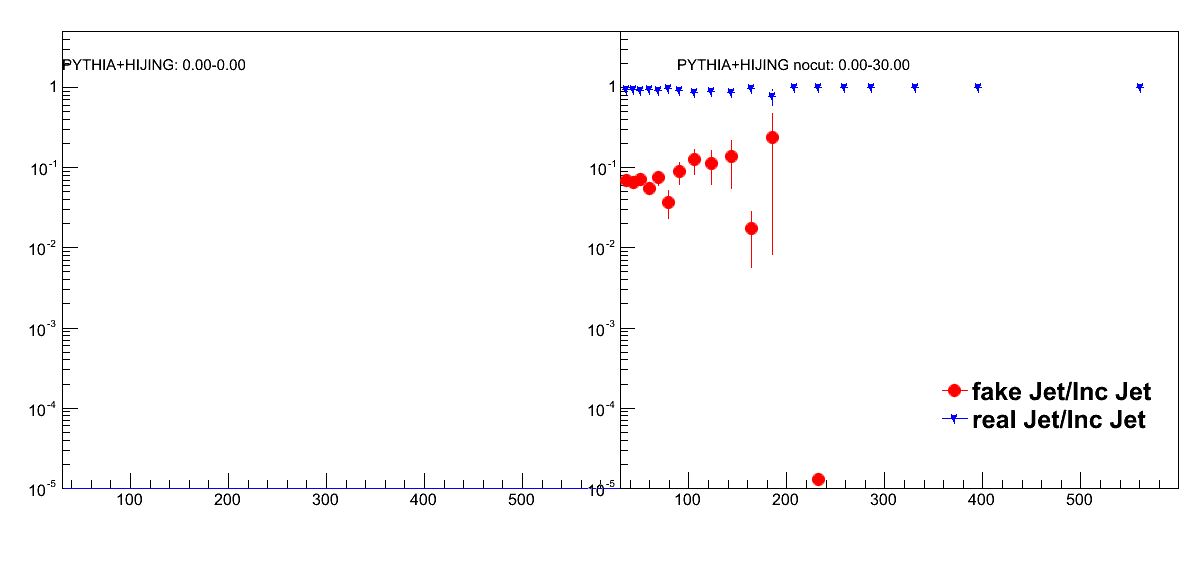 PYTHIA+HIJING: 0.00-0.00
PYTHIA+HIJING nocut: 0.00-30.00
1
10^-1
10^-2
10^-3
10^-4
10^-5
1
10^-1
10^-2
10^-3
10^-4
10^-5
fake Jet/Inc Jet
real Jet/Inc Jet
100 200 300 400 500
100 200 300 400 500